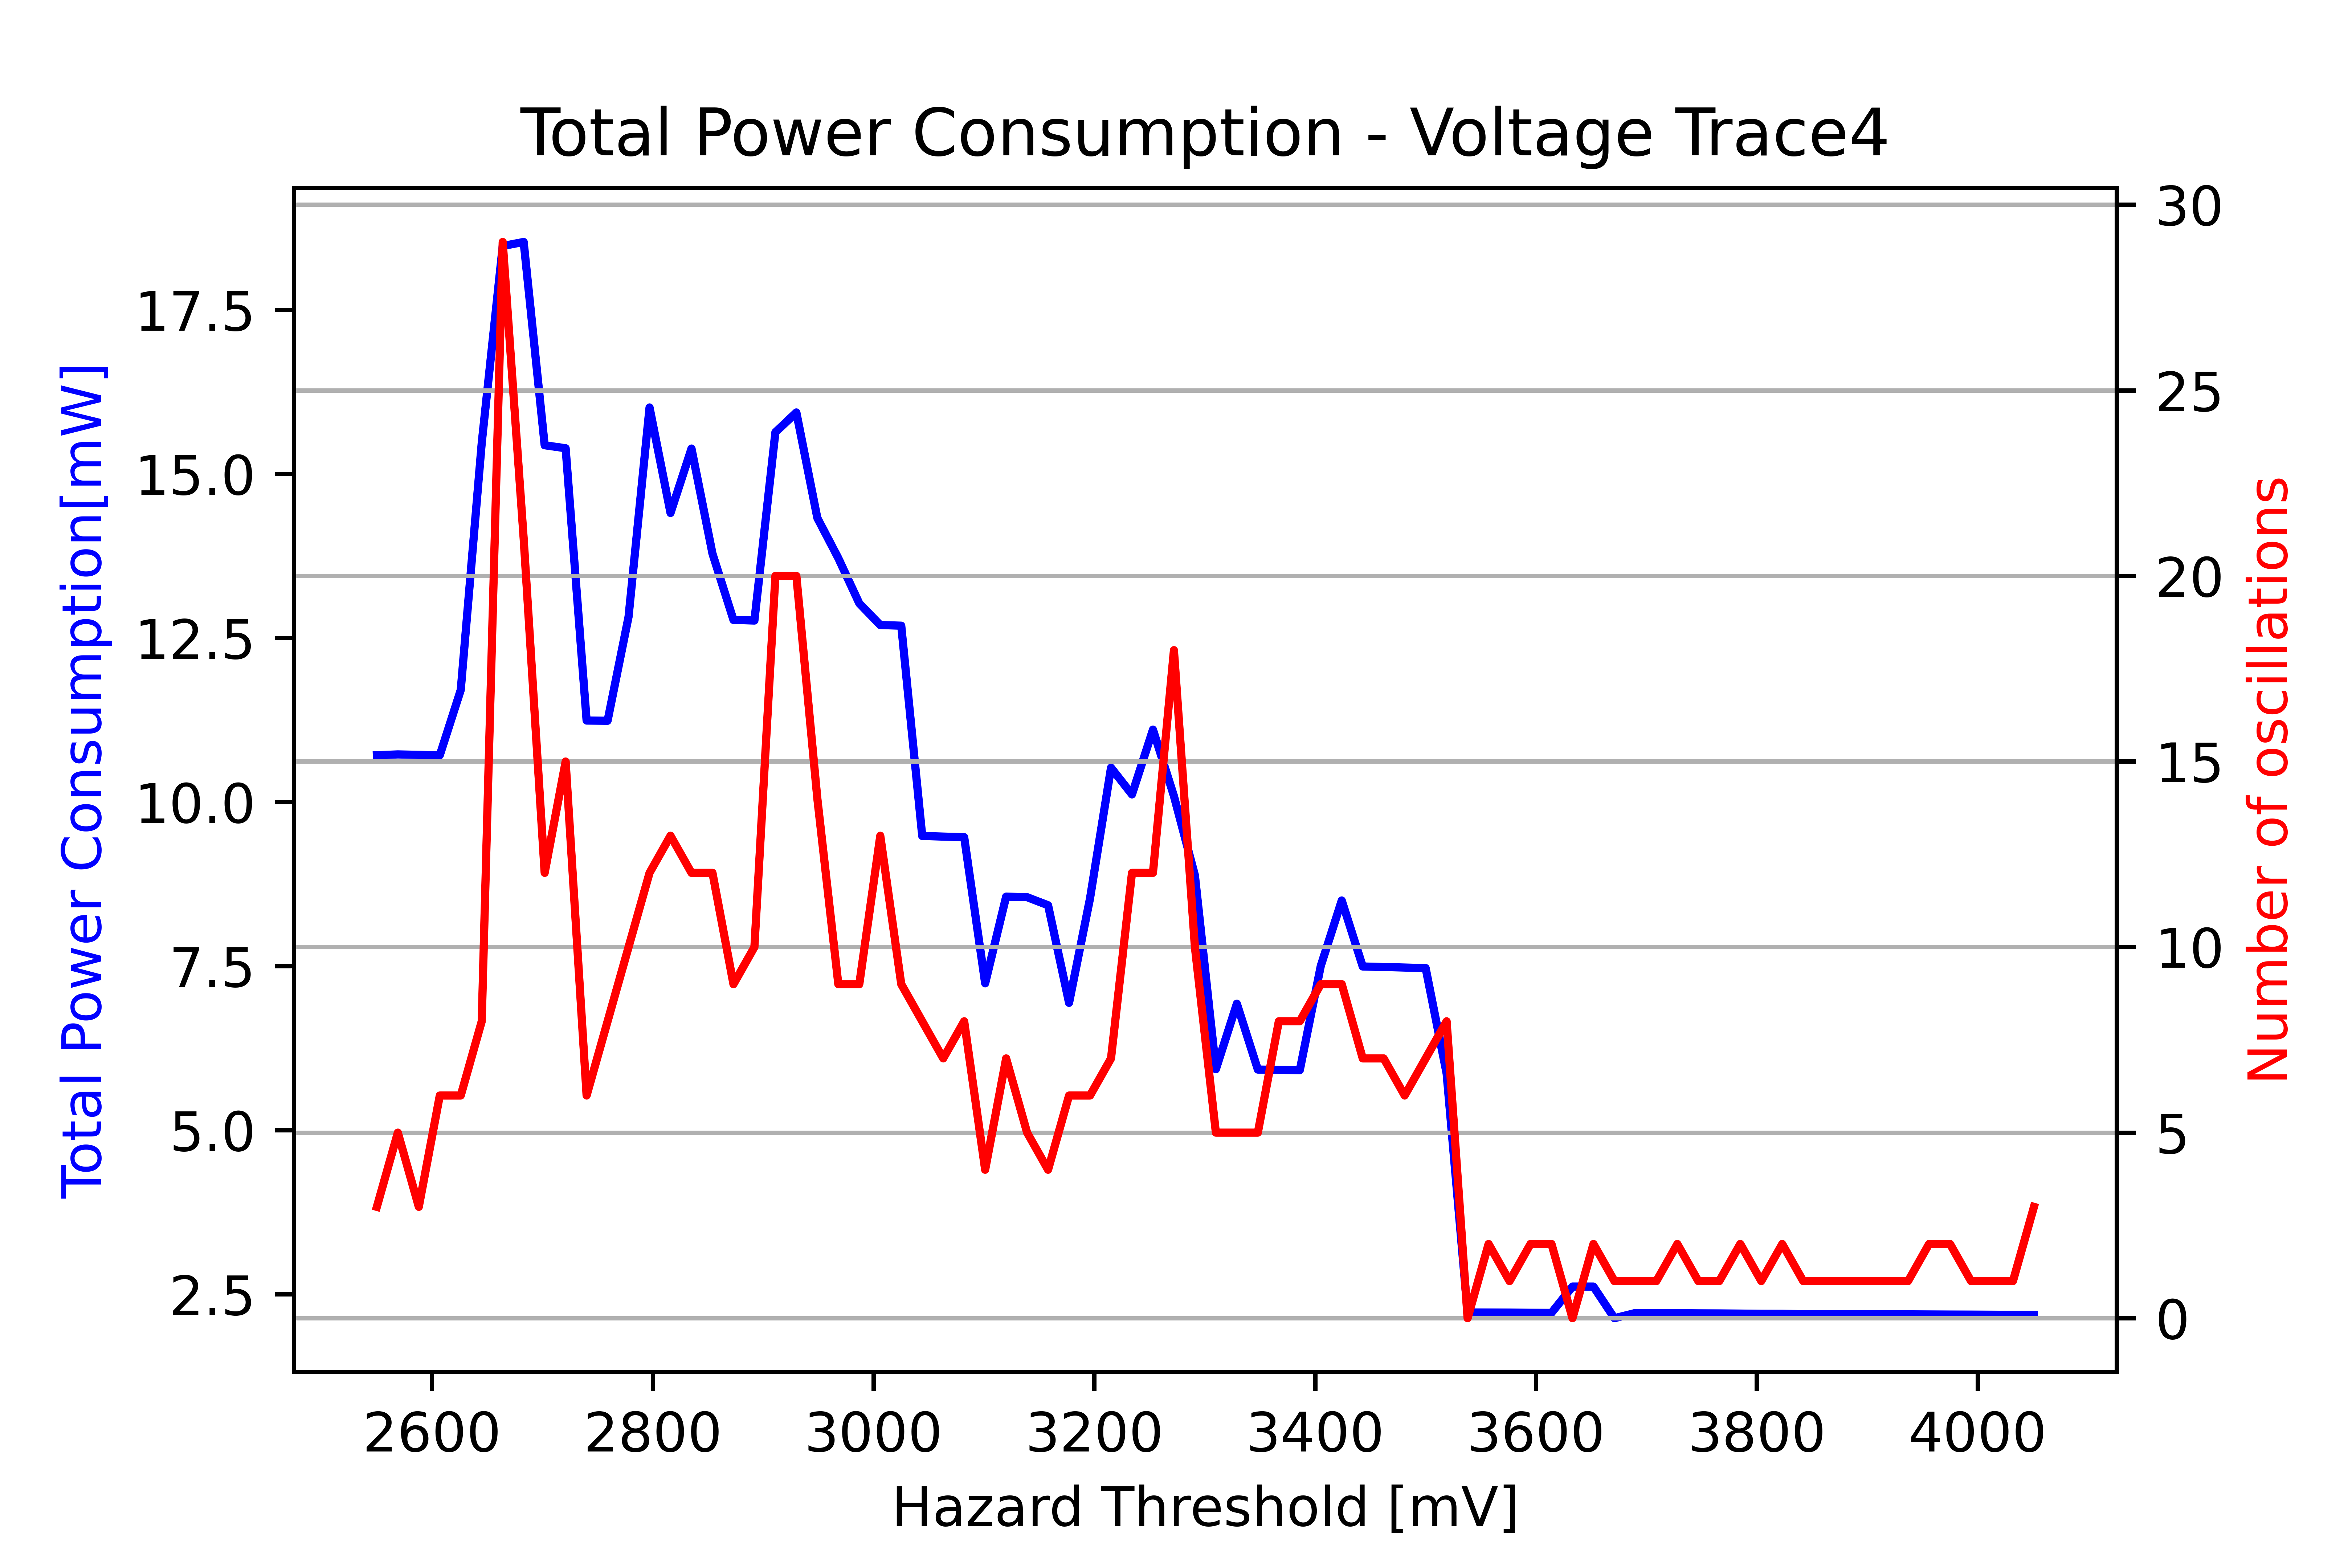 Total Power Consumption - Voltage Trace4
Total Power Consumption[mW]
17.5
15.0
12.5
10.0
7.5
5.0
2.5
30
25
20
15
10
5
0
Number of oscillations
2600 2800 3000 3200 3400 3600 3800 4000
Hazard Threshold [mV]